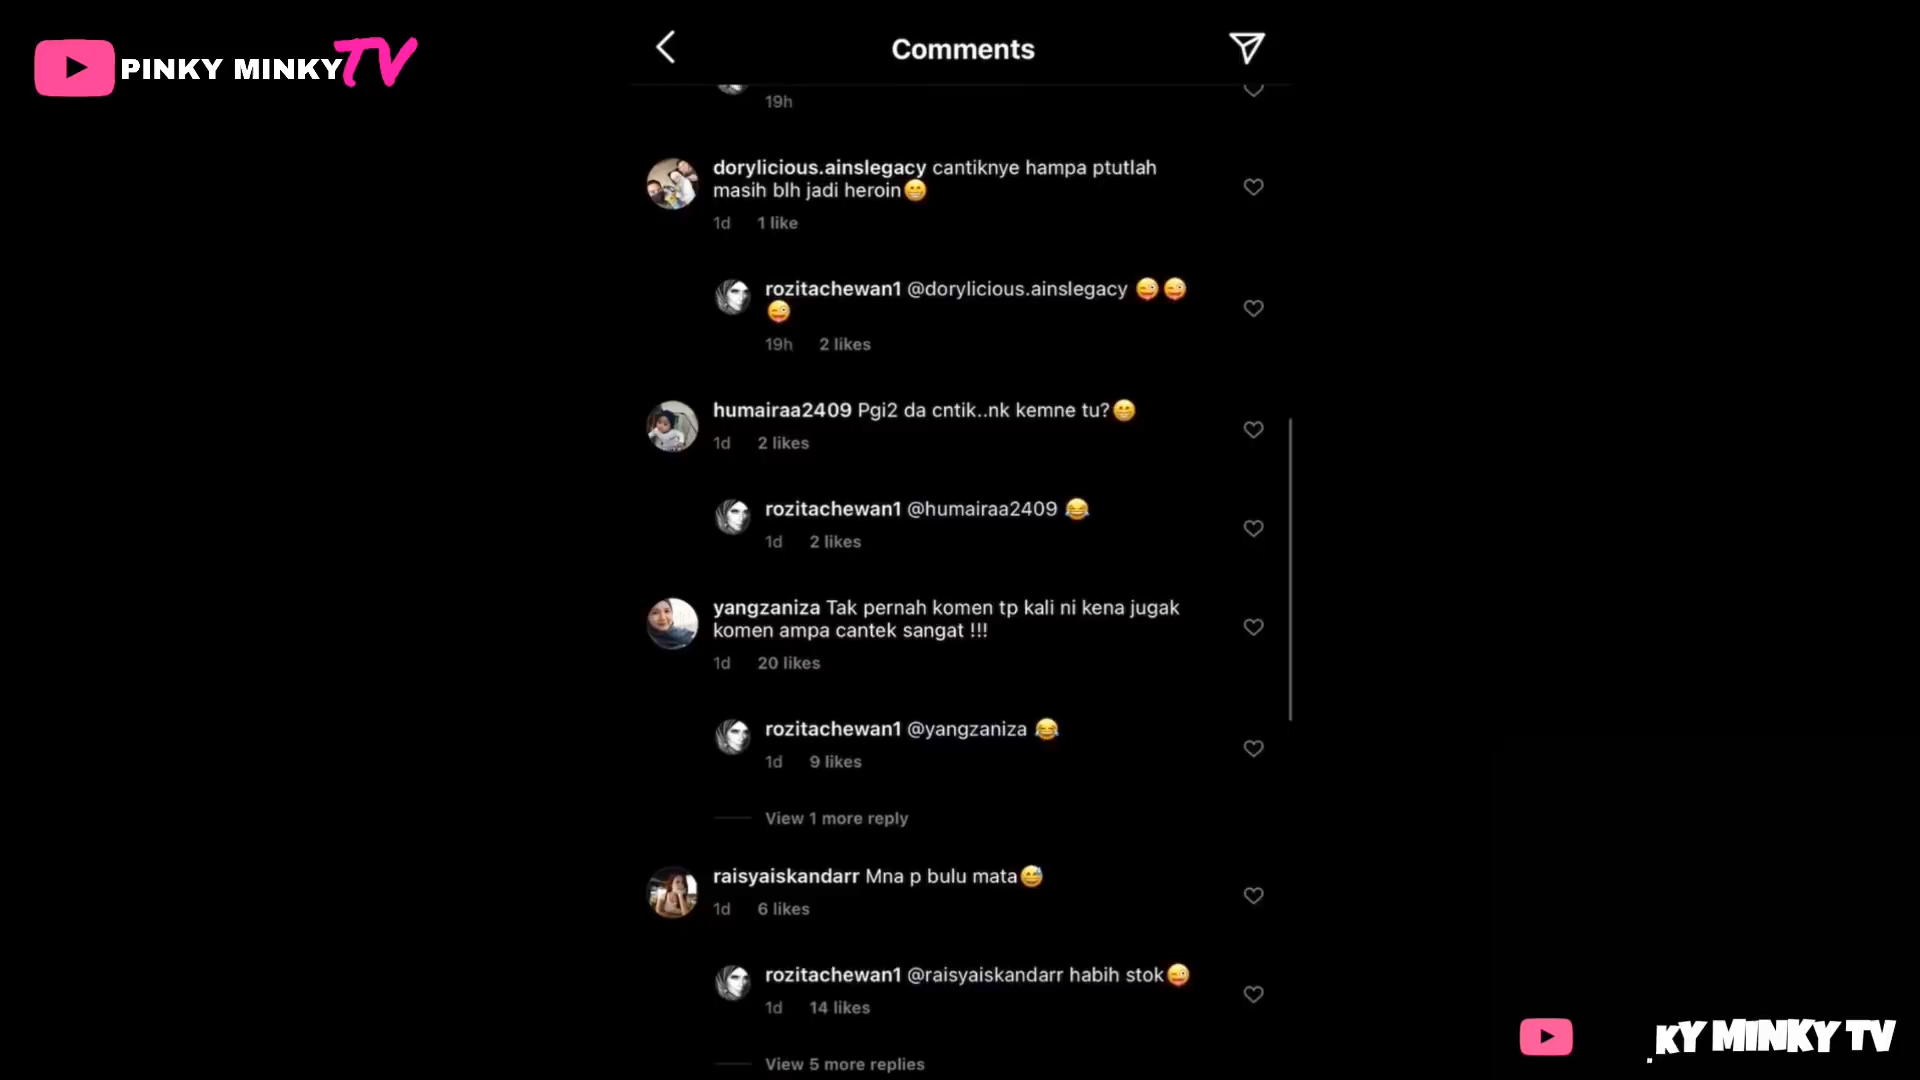 PINKY MINKY TV
Comments
19h
dorylicious.ainslegacy cantiknye hampa ptutlah
masih blh jadi heroin😁
1d 1 like
rozitachewan1 @dorylicious.ainslegacy 😜😜
😜
19h 2 likes
humairaa2409 Pgi2 da cntik..nk kemne tu?😁
1d 2 likes
rozitachewan1 @humairaa2409 😂
1d 2 likes
yangzaniza Tak pernah komen tp kali ni kena jugak
komen ampa cantek sangat !!!
1d 20 likes
rozitachewan1 @yangzaniza 😂
1d 9 likes
View 1 more reply
raisyaiskandarr Mna p bulu mata😅
1d 6 likes
rozitachewan1 @raisyaiskandarr habih stok😜
1d 14 likes
View 5 more replies
KY MINKY TV